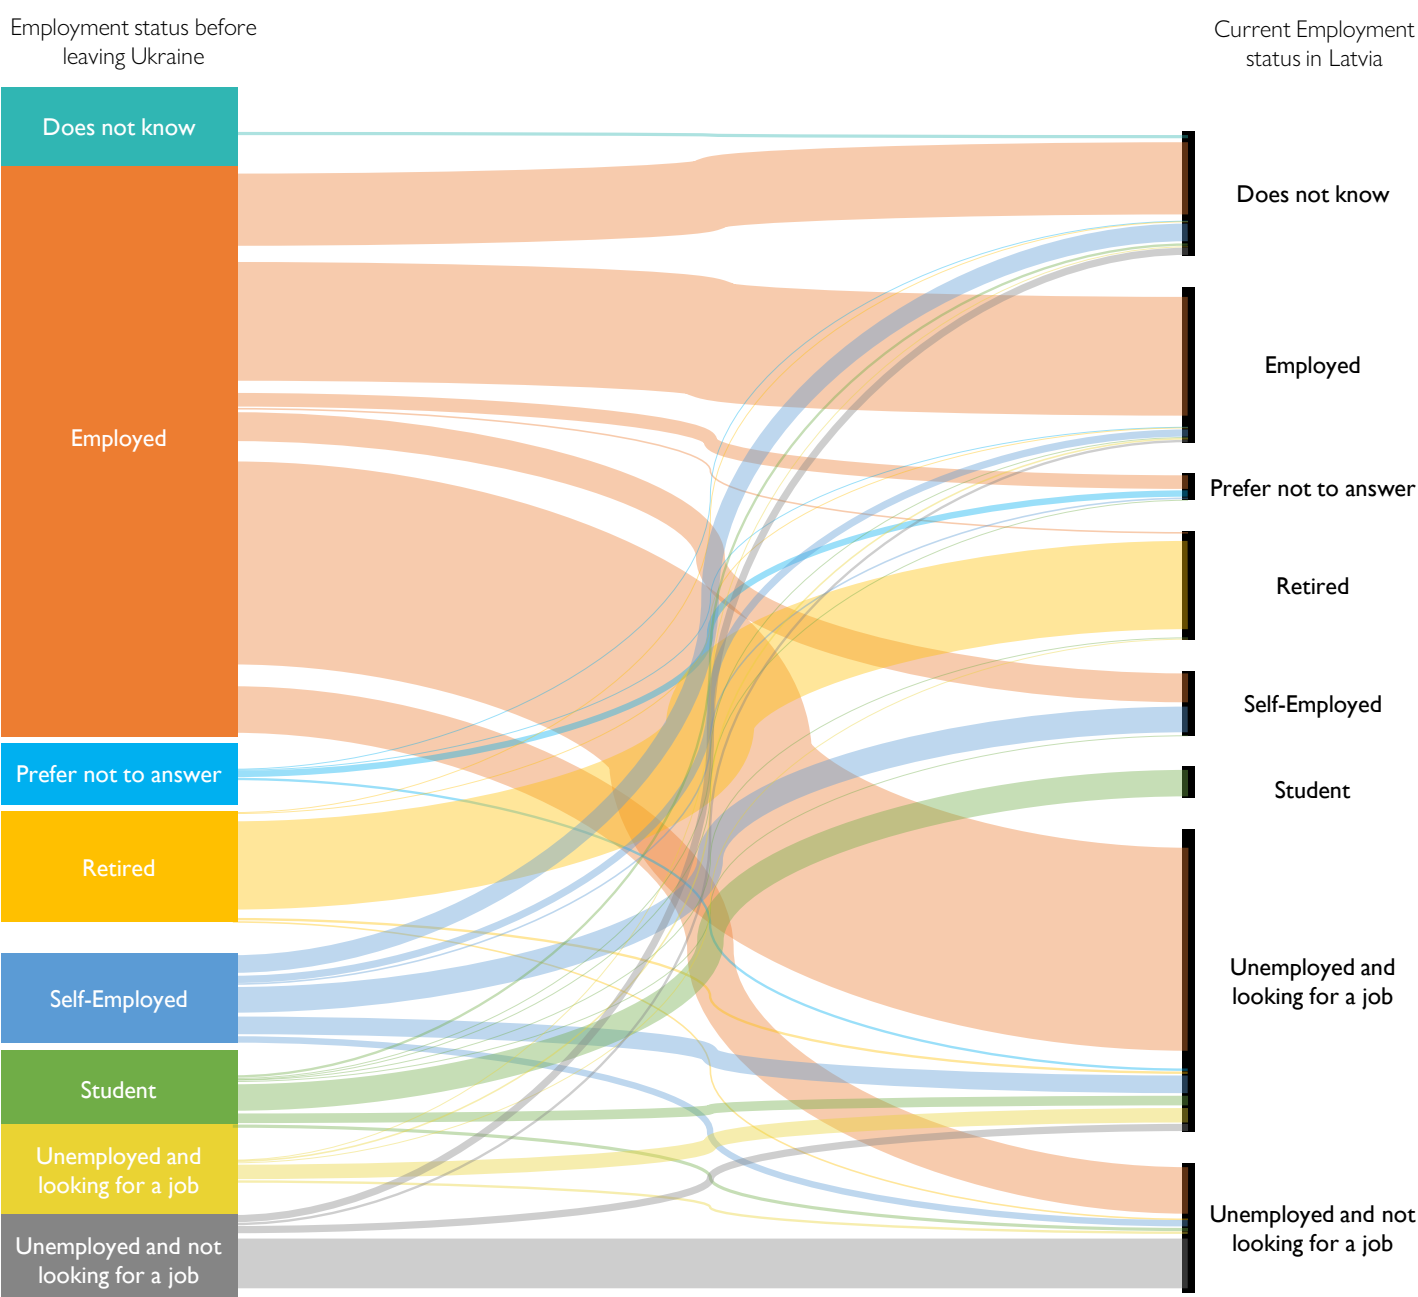 Employment status before
leaving Ukraine
Does not know
Employed
Prefer not to answer
Retired
Self-Employed
Student
Unemployed and
looking for a job
Unemployed and not
looking for a job
Current Employment
status in Latvia
Does not know
Employed
Prefer not to answer
Retired
Self-Employed
Student
Unemployed and
looking for a job
Unemployed and not
looking for a job